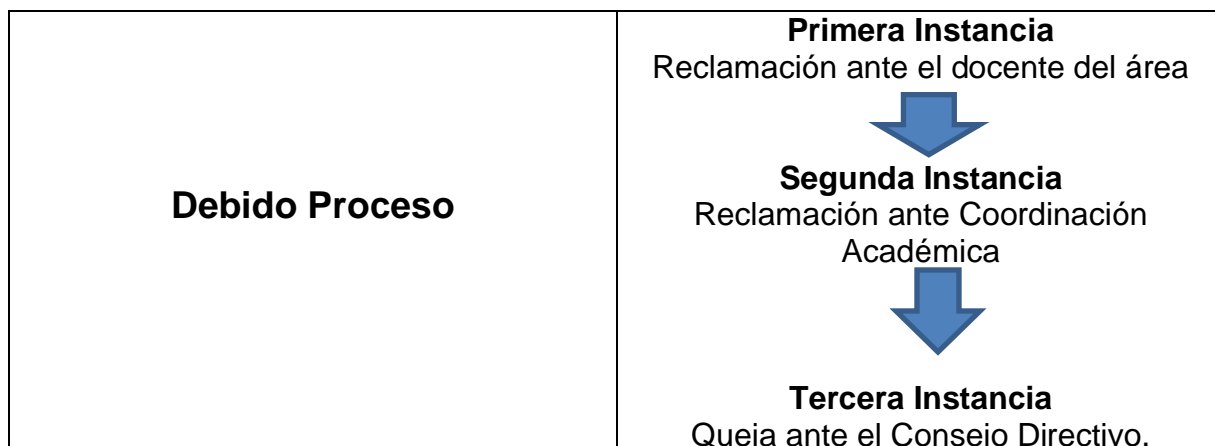 Debido Proceso
Primera Instancia
Reclamación ante el docente del área
Segunda Instancia
Reclamación ante Coordinación
Académica
Tercera Instancia
Queja ante el Consejo Directivo.